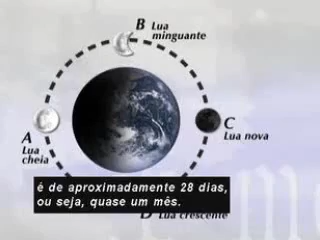 B Lua
minguante
A
Lua
cheia
C
Lua nova
é de aproximadamente 28 dias,
ou seja, quase um mês.
D Lua crescente